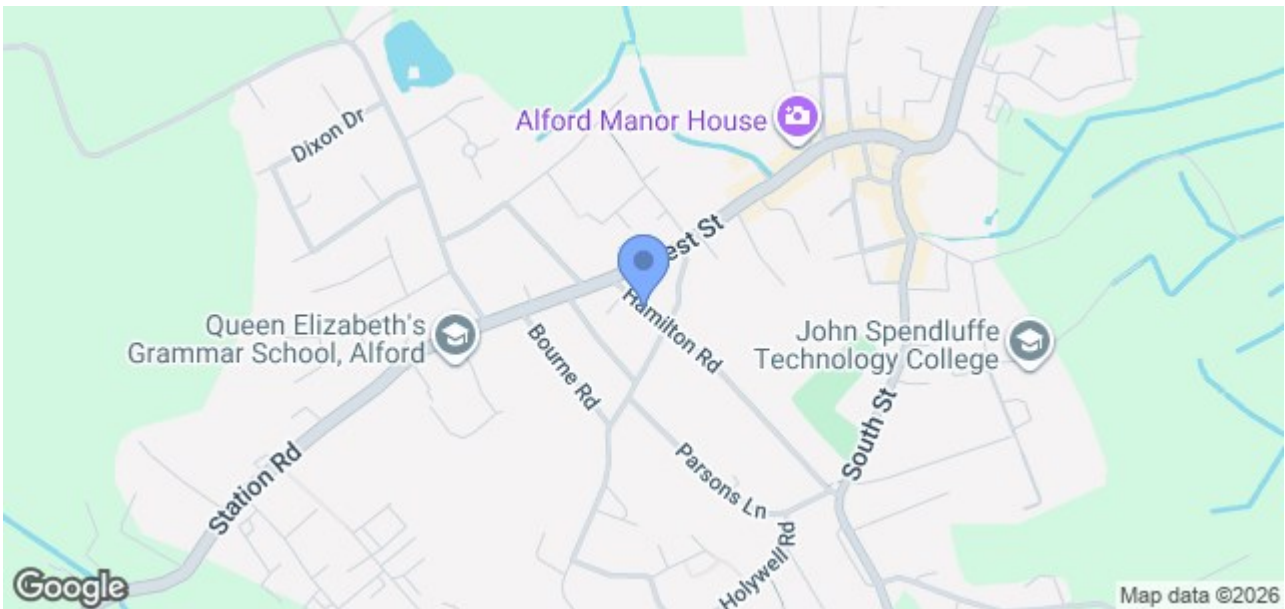 Dixon Dr
Alford Manor House
est St
Hamilton Rd
Queen Elizabeth's
Grammar School, Alford
Bourne Rd
John Spendluffe
Technology College
Station Rd
Parsons Ln
South St
Holywell Rd
Google
Map data ©2026